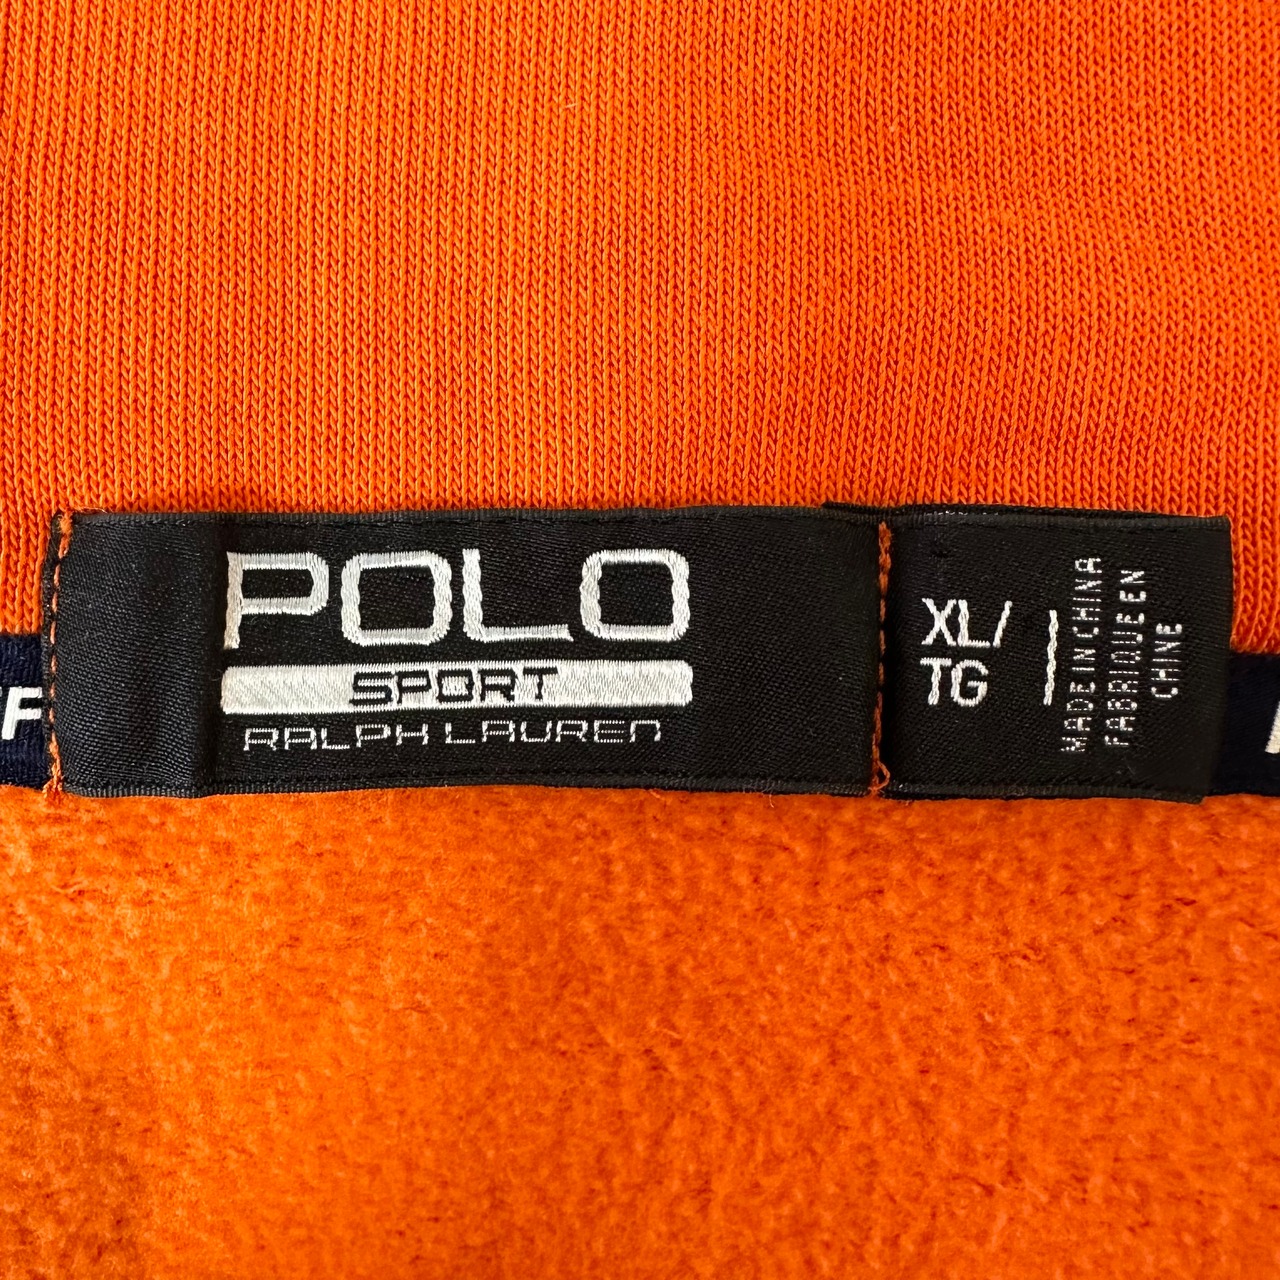 POLO
SPORT
RALPH LAUREN
XL/
TG
MADE IN CHINA
FABRIQUE EN
CHINE
F